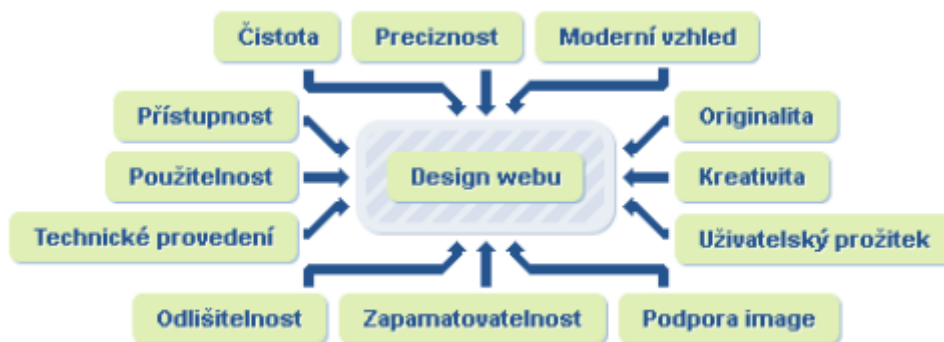 Čistota
Preciznost
Moderní vzhled
Přístupnost
Originalita
Použitelnost
Design webu
Kreativita
Technické provedení
Uživatelský prožitek
Odlišitelnost
Zapamatovatelnost
Podpora image